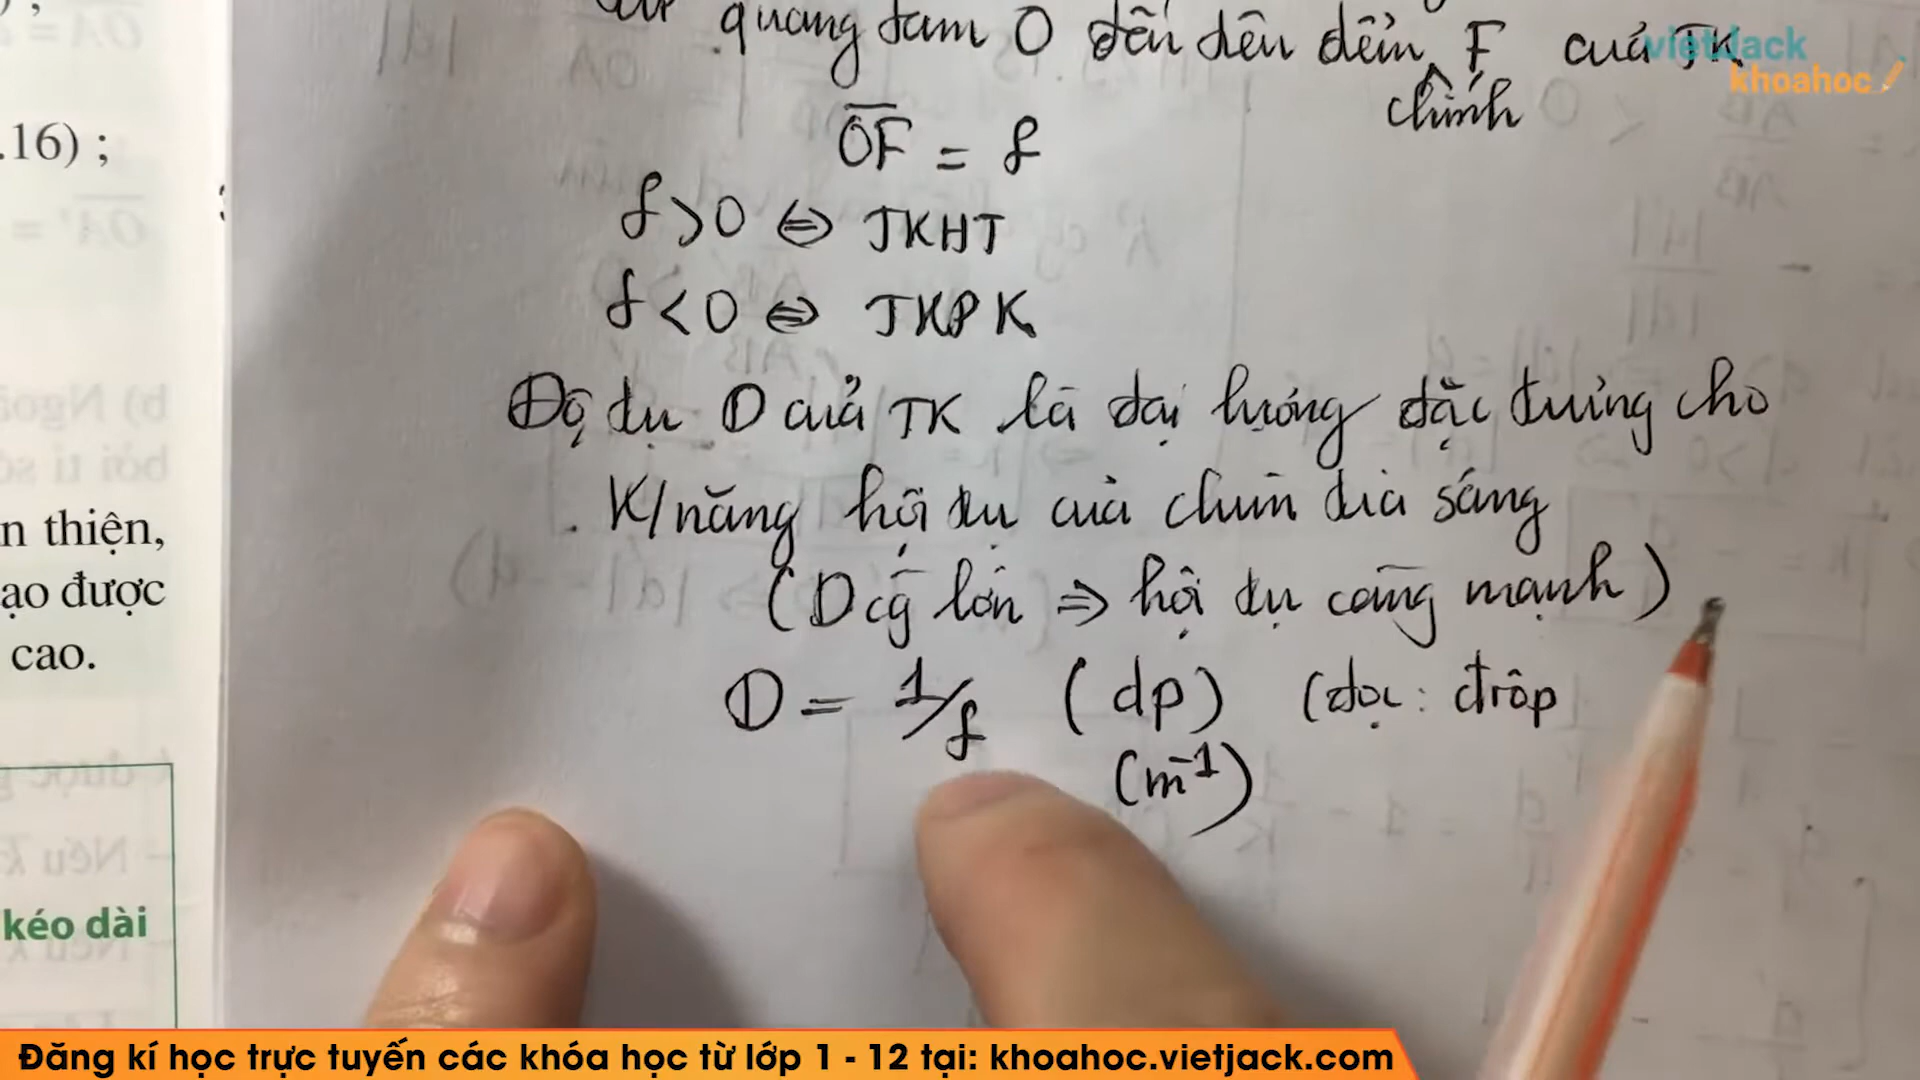 quang tâm O đến tiêu điểm F của TK
chính
OF = f
f > 0 ⇔ TKHT
f < 0 ⇔ TKPK
Độ tụ D của TK là đại lượng đặc trưng cho
K/năng hội tụ của chùm tia sáng
(D cg lớn ⇒ hội tụ càng mạnh)
D = 1/f (dp) (đọc: điôp
(m⁻¹)
.16) ;
n thiện,
ạo được
cao.
kéo dài
vietJack
khoahoc
Đăng kí học trực tuyến các khóa học từ lớp 1 - 12 tại: khoahoc.vietjack.com